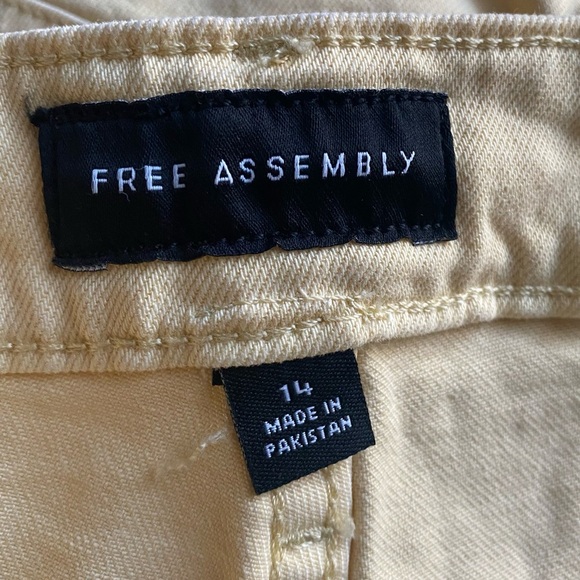 FREE ASSEMBLY
14
MADE IN
PAKISTAN